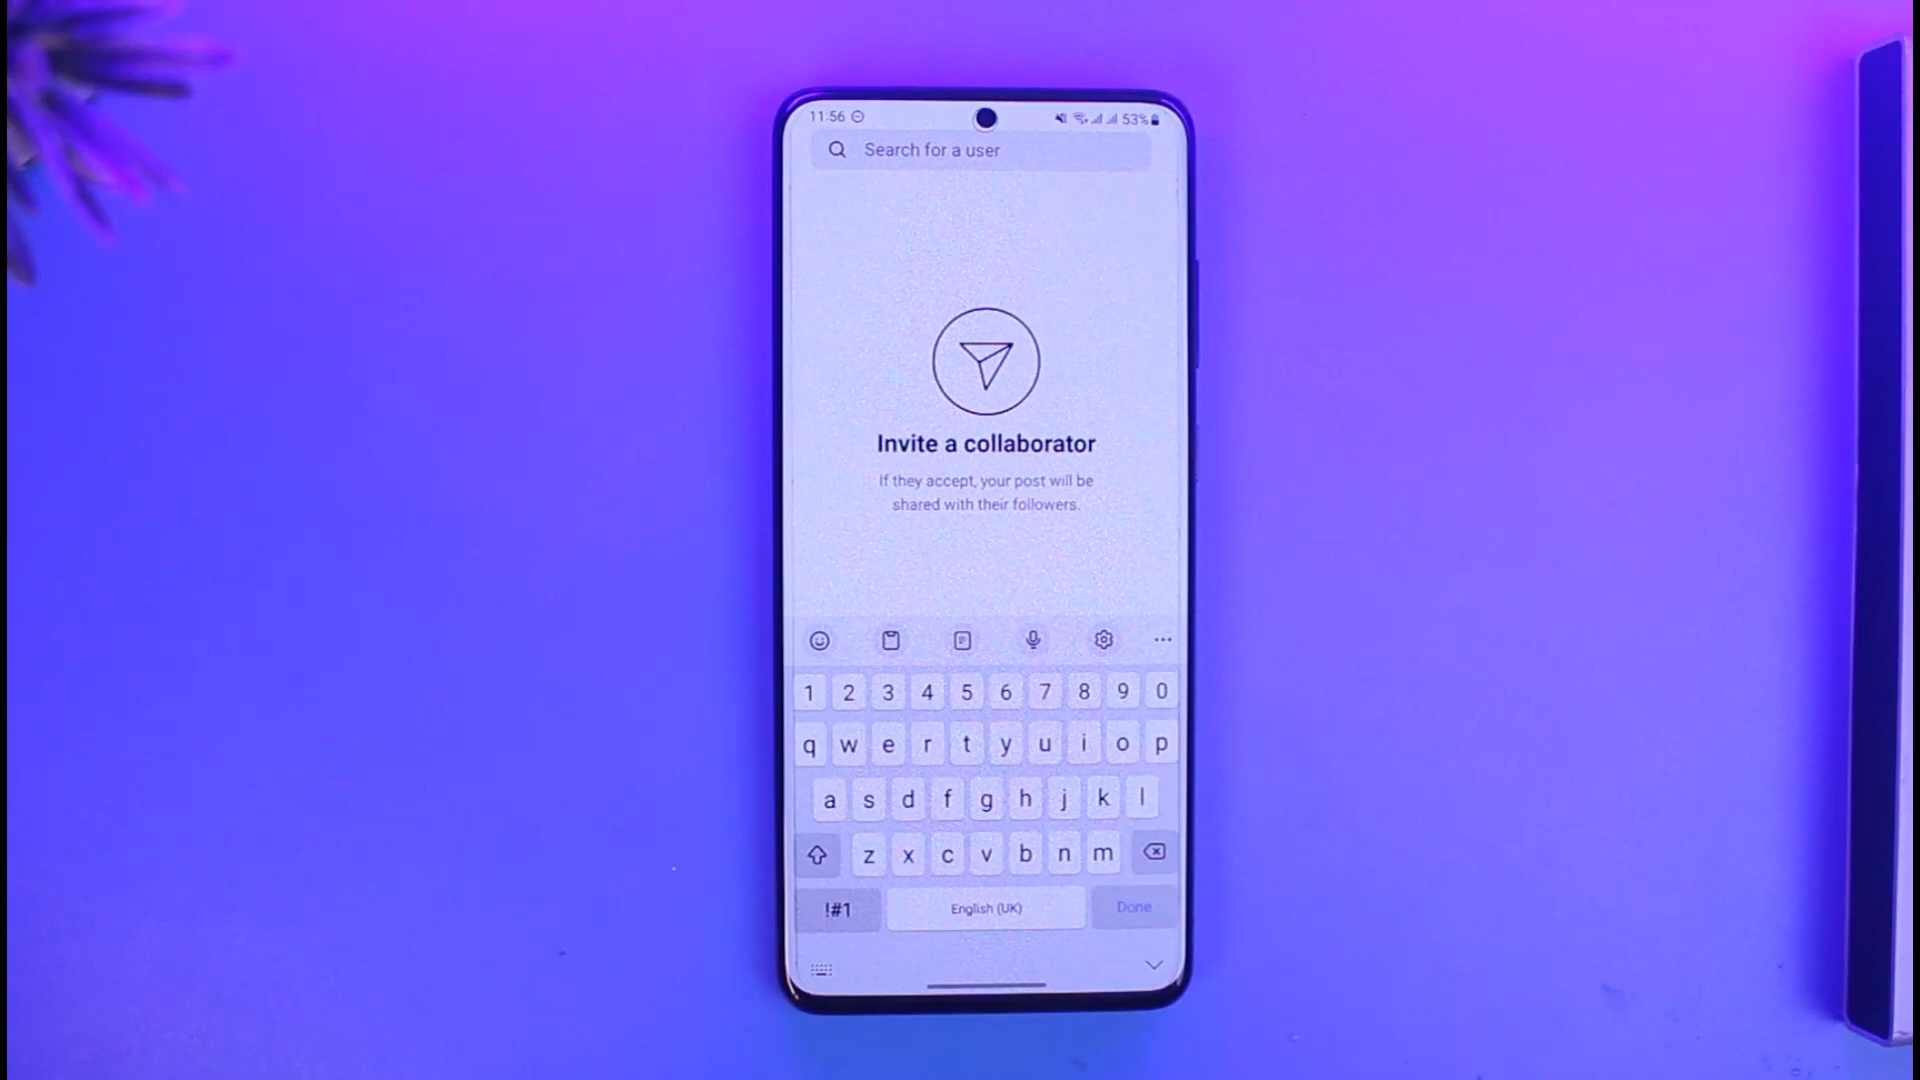 11:56 53%
Search for a user
Invite a collaborator
If they accept, your post will be
shared with their followers.
1 2 3 4 5 6 7 8 9 0
q w e r t y u i o p
a s d f g h j k l
z x c v b n m
!#1 English (UK) Done